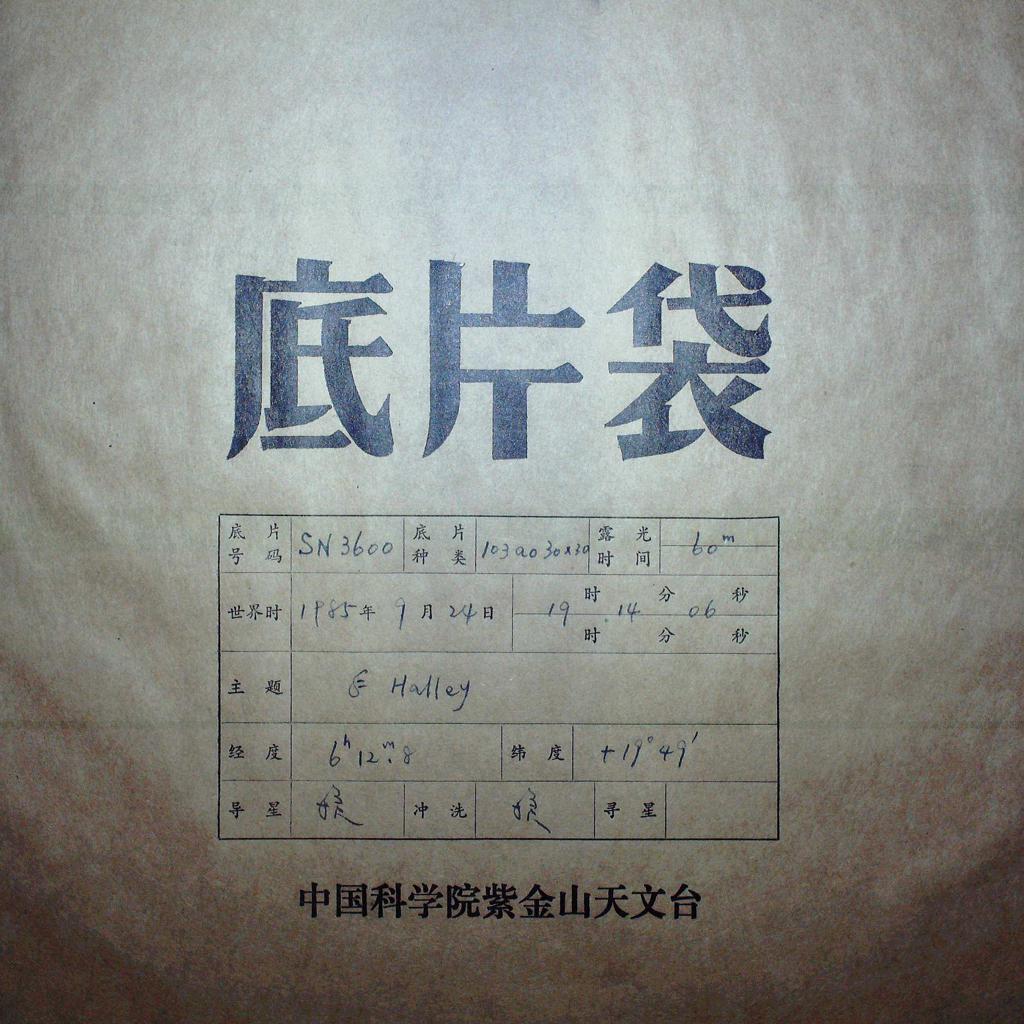 底片袋
底片号码 SN3600 底片种类 103aO 30x30 露光时间 60m
世界时 1985年9月24日 19时14分06秒
时 分 秒
主题 Halley
经度 6h12m.8 纬度 +19°49'
导星 冲洗 寻星
中国科学院紫金山天文台